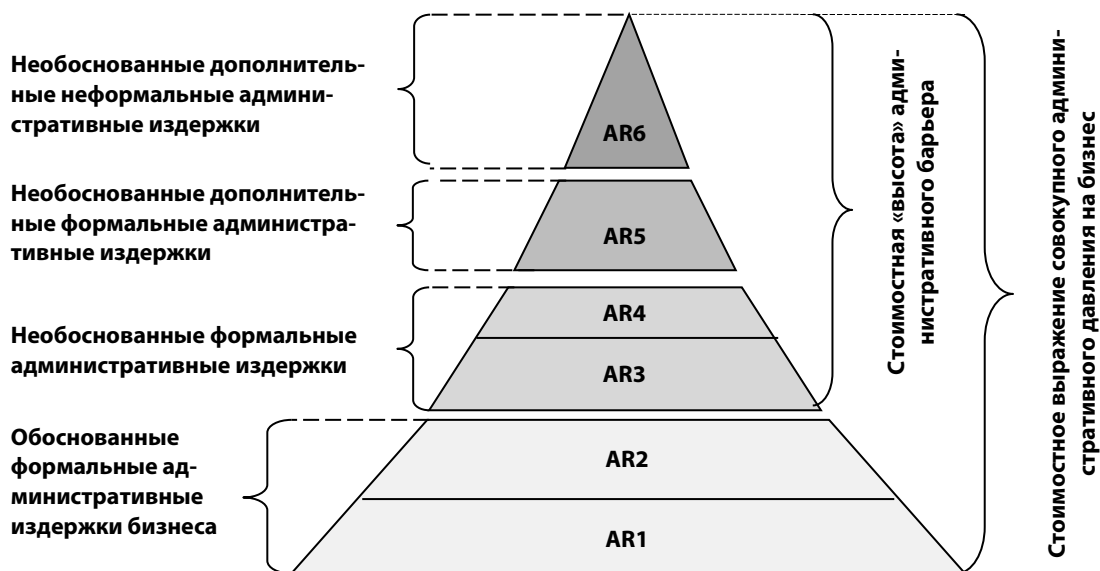 Необоснованные дополнитель-
ные неформальные админи-
стративные издержки
AR6
Необоснованные дополнитель-
ные формальные администра-
тивные издержки
AR5
Необоснованные формальные
административные издержки
AR4
AR3
Обоснованные
формальные ад-
министративные
издержки бизнеса
AR2
AR1
Стоимостная «высота» адми-
нистративного барьера
Стоимостное выражение совокупного админи-
стративного давления на бизнес